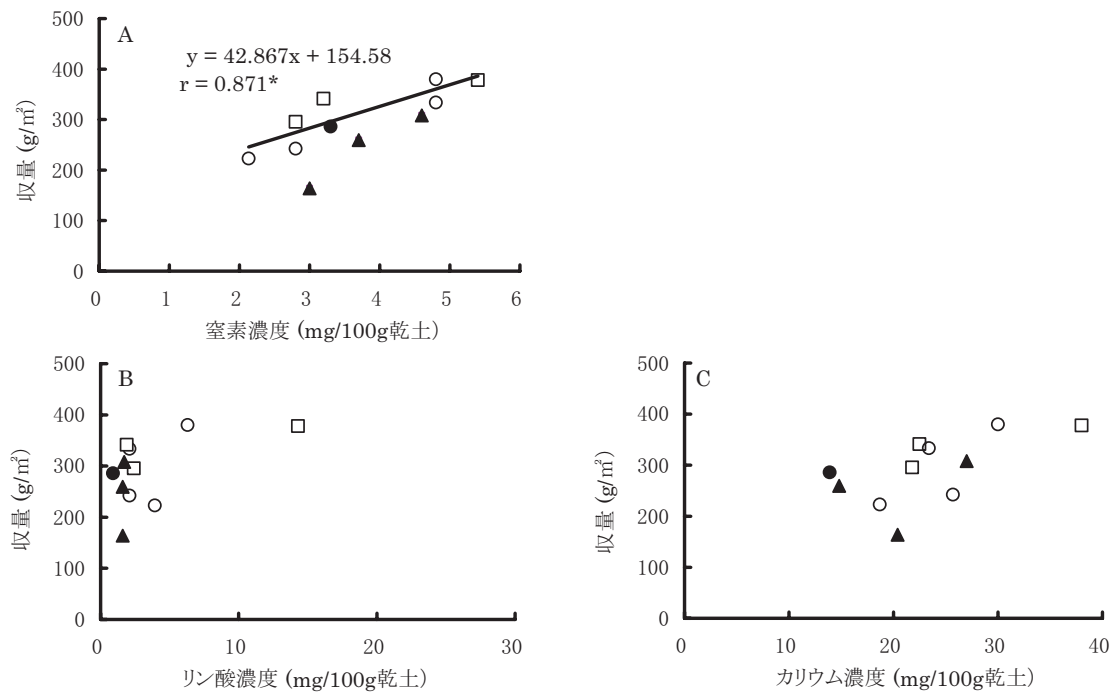 500
400
300
200
100
0
収量 (g/㎡)
A
y = 42.867x + 154.58
r = 0.871*
0 1 2 3 4 5 6
窒素濃度 (mg/100g乾土)
500
400
300
200
100
0
収量 (g/㎡)
B
0 10 20 30
リン酸濃度 (mg/100g乾土)
500
400
300
200
100
0
収量 (g/㎡)
C
0 10 20 30 40
カリウム濃度 (mg/100g乾土)